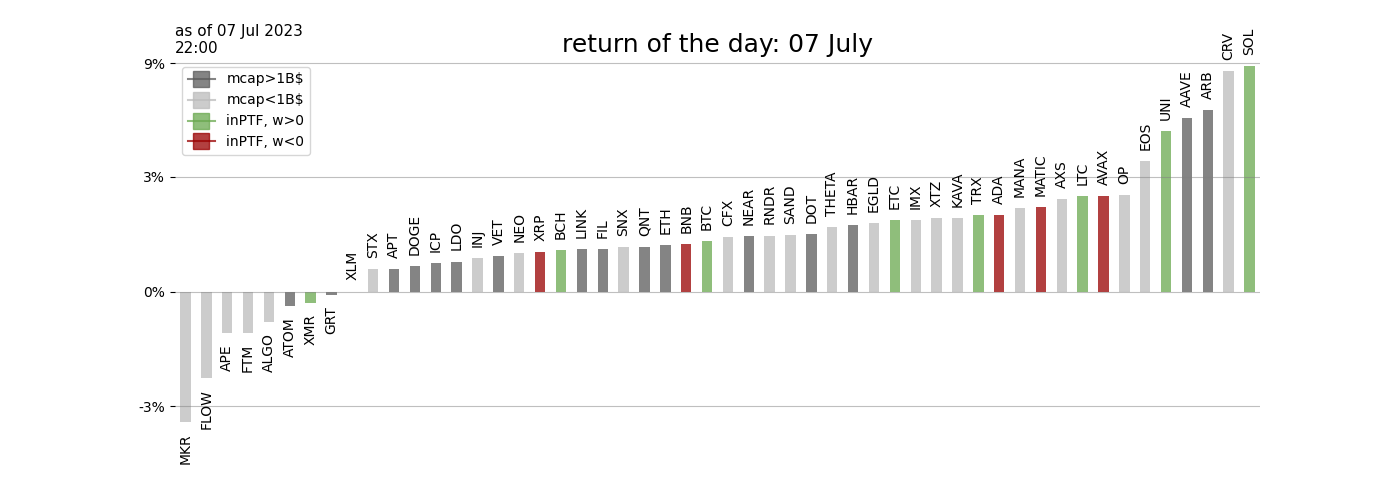 as of 07 Jul 2023
22:00
return of the day: 07 July
mcap>1B$
mcap<1B$
inPTF, w>0
inPTF, w<0
9%
3%
0%
-3%
MKR
FLOW
APE
FTM
ALGO
ATOM
XMR
GRT
XLM
STX
APT
DOGE
ICP
LDO
INJ
VET
NEO
XRP
BCH
LINK
FIL
SNX
QNT
ETH
BNB
BTC
CFX
NEAR
RNDR
SAND
DOT
THETA
HBAR
EGLD
ETC
IMX
XTZ
KAVA
TRX
ADA
MANA
MATIC
AXS
LTC
AVAX
OP
EOS
UNI
AAVE
ARB
CRV
SOL